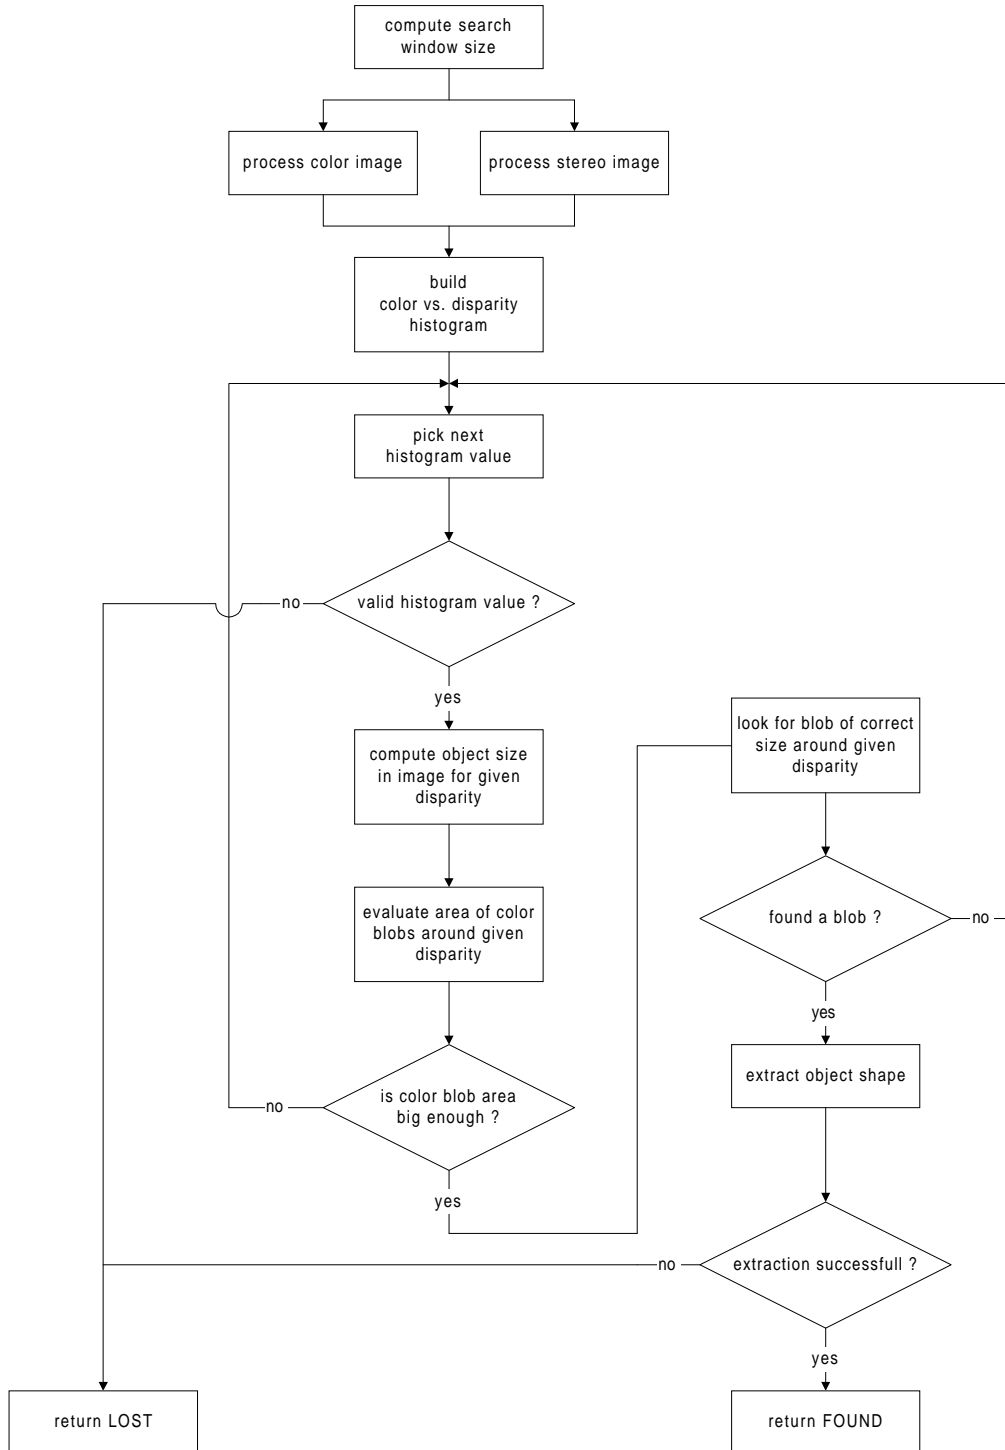 compute search
window size
process color image
process stereo image
build
color vs. disparity
histogram
pick next
histogram value
valid histogram value ?
no
yes
compute object size
in image for given
disparity
evaluate area of color
blobs around given
disparity
is color blob area
big enough ?
no
yes
look for blob of correct
size around given
disparity
found a blob ?
no
yes
extract object shape
extraction successfull ?
no
yes
return LOST
return FOUND